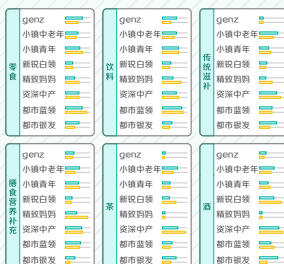 零食
genz
小镇中老年
小镇青年
新锐白领
精致妈妈
资深中产
都市蓝领
都市银发
饮料
genz
小镇中老年
小镇青年
新锐白领
精致妈妈
资深中产
都市蓝领
都市银发
传统滋补
genz
小镇中老年
小镇青年
新锐白领
精致妈妈
资深中产
都市蓝领
都市银发
膳食营养补充
genz
小镇中老年
小镇青年
新锐白领
精致妈妈
资深中产
都市蓝领
都市银发
茶
genz
小镇中老年
小镇青年
新锐白领
精致妈妈
资深中产
都市蓝领
都市银发
酒
genz
小镇中老年
小镇青年
新锐白领
精致妈妈
资深中产
都市蓝领
都市银发